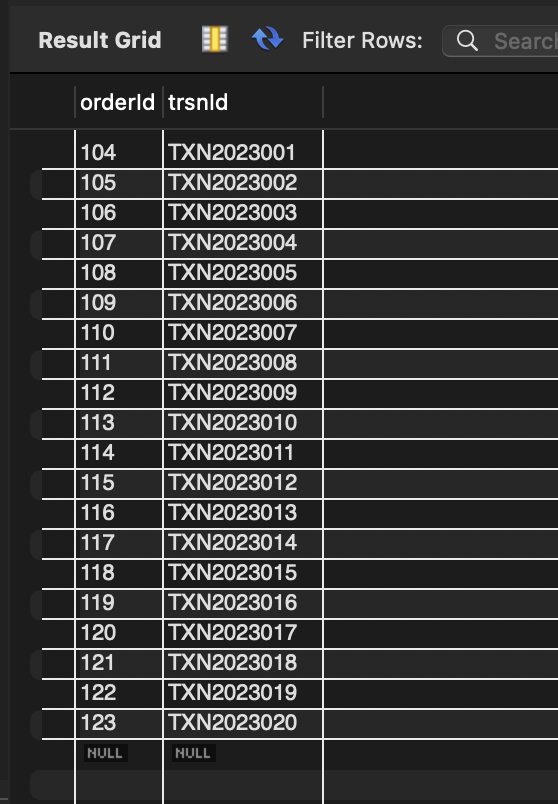 Result Grid Filter Rows: Search
orderId trsnId
104 TXN2023001
105 TXN2023002
106 TXN2023003
107 TXN2023004
108 TXN2023005
109 TXN2023006
110 TXN2023007
111 TXN2023008
112 TXN2023009
113 TXN2023010
114 TXN2023011
115 TXN2023012
116 TXN2023013
117 TXN2023014
118 TXN2023015
119 TXN2023016
120 TXN2023017
121 TXN2023018
122 TXN2023019
123 TXN2023020
NULL NULL